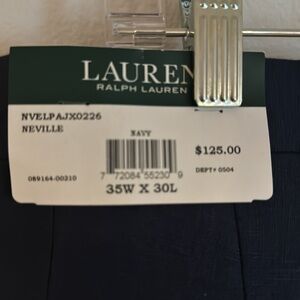 LAUREN
RALPH LAUREN
NVELPAJX0226
NEVILLE
NAVY
$125.00
089164-00210
7 72084 55230 9
DEPT# 0504
35W X 30L